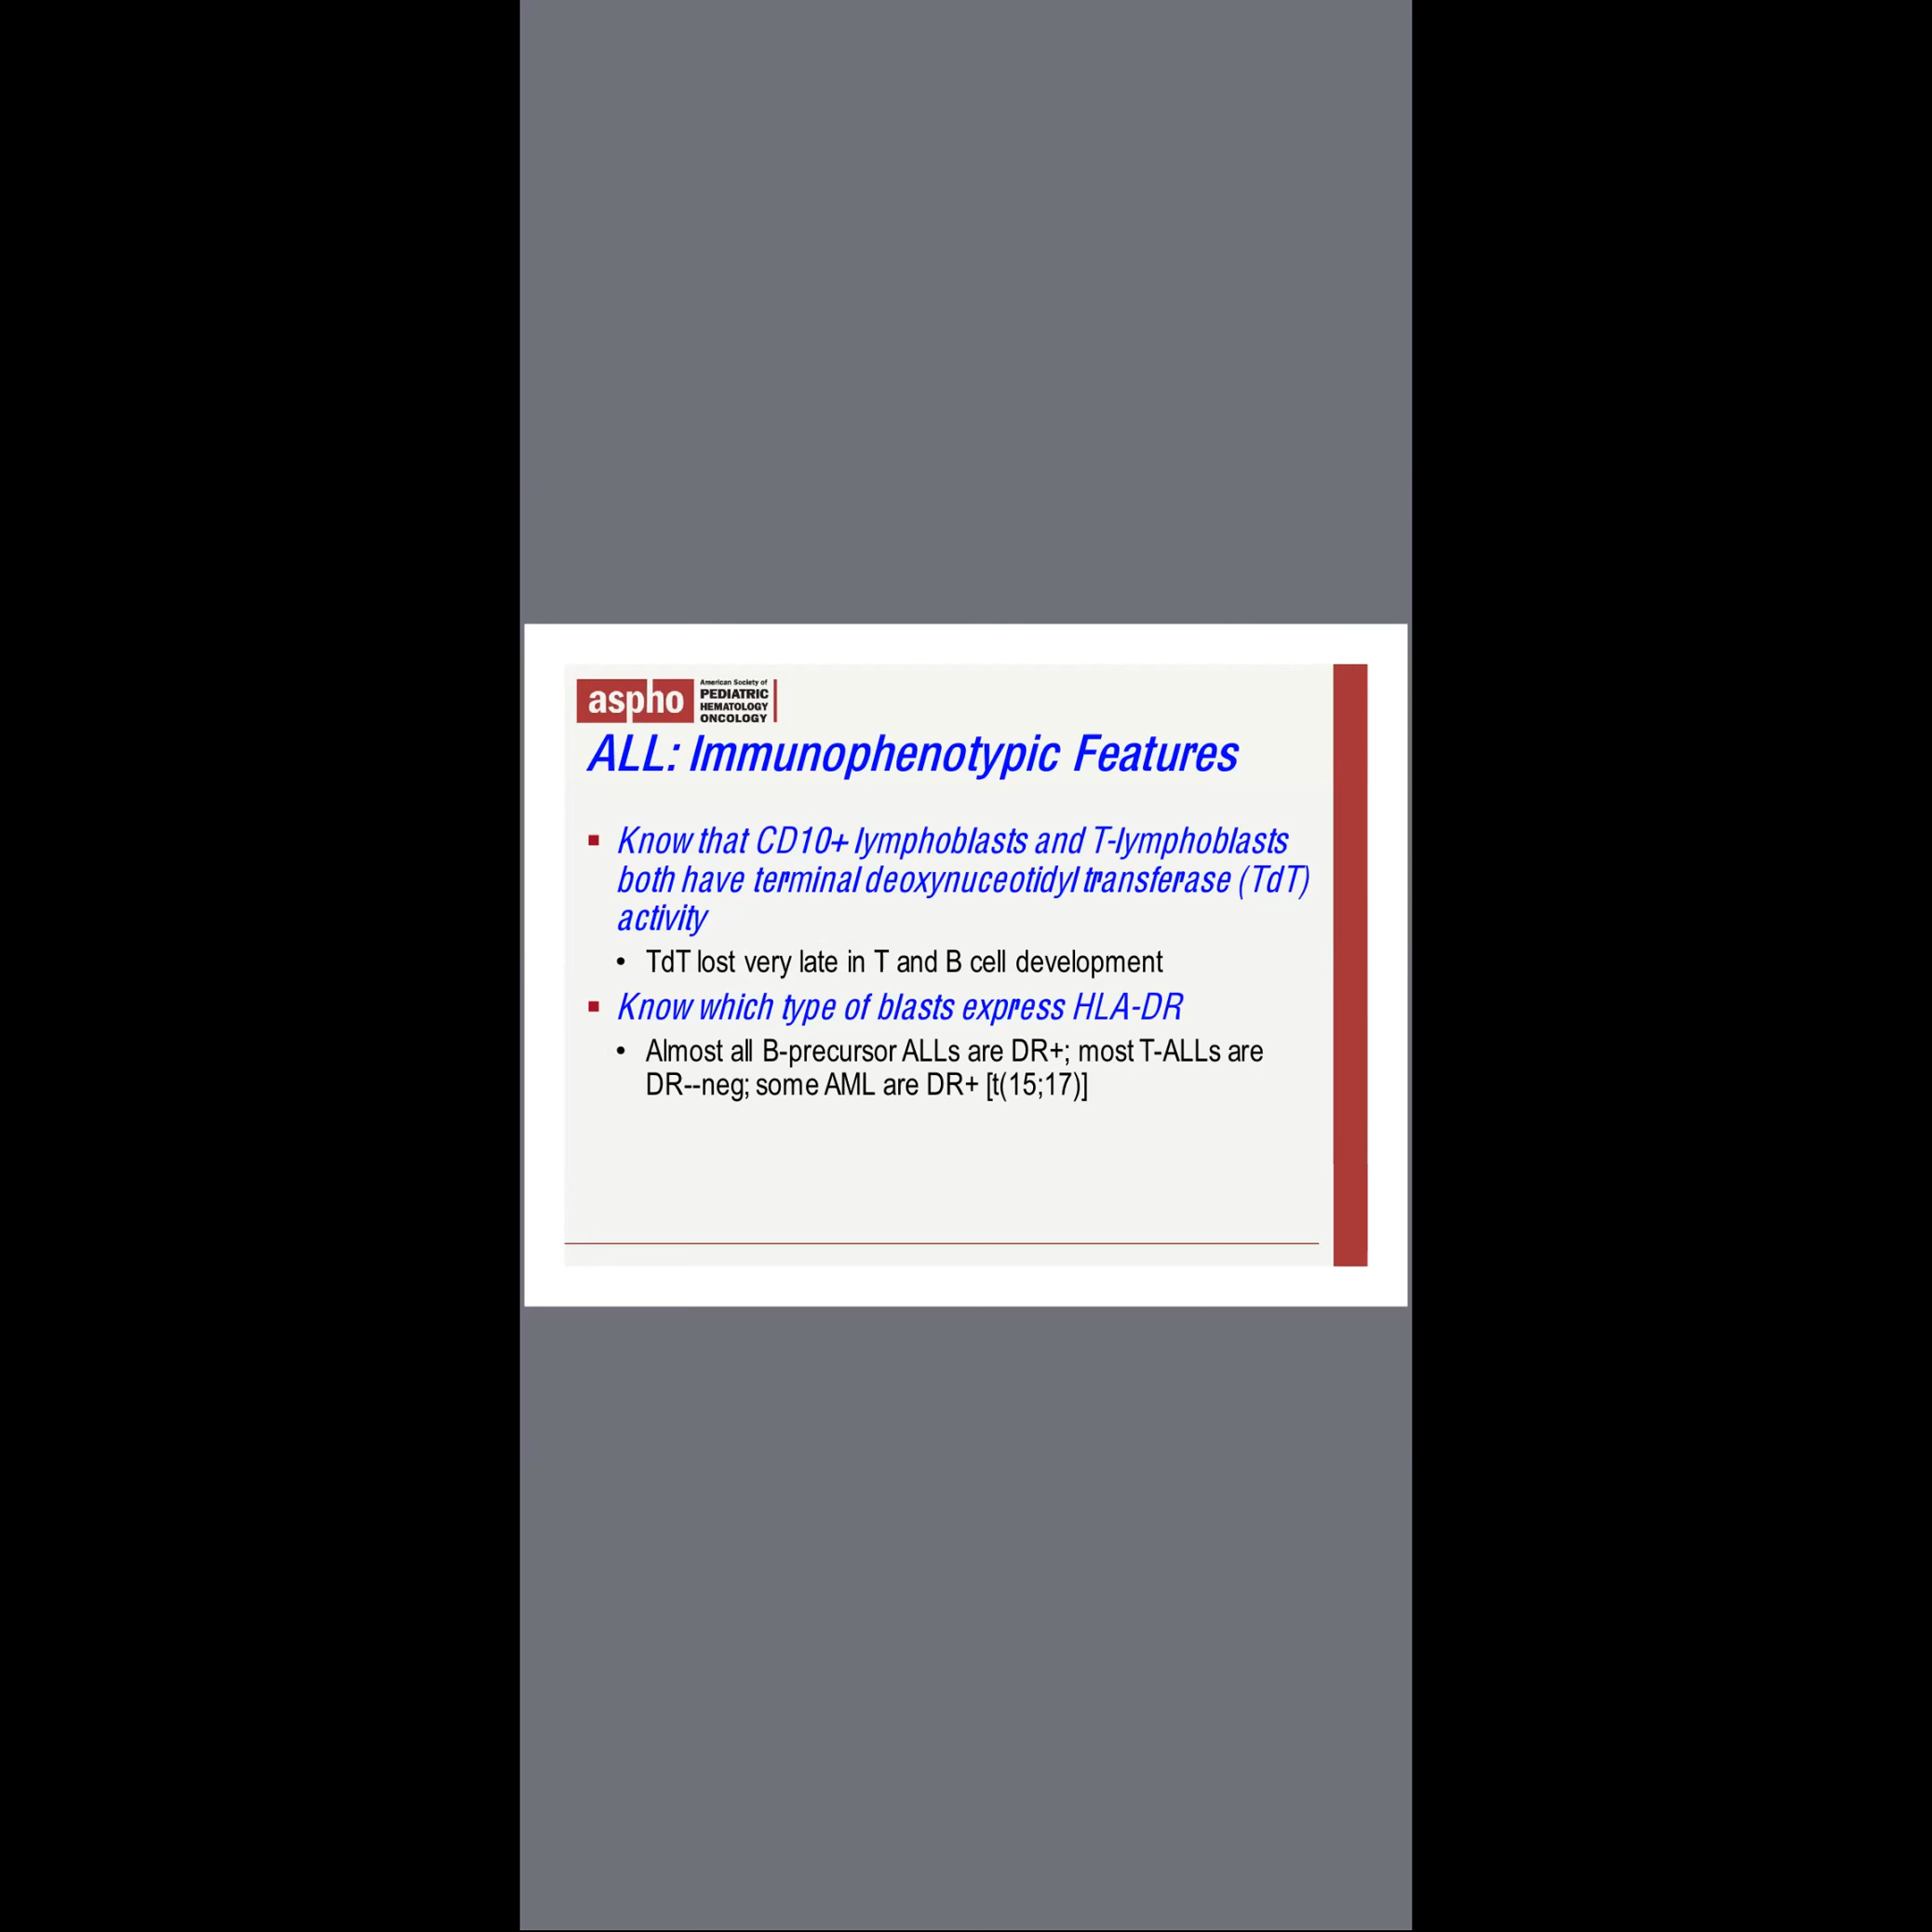 aspho
American Society of
PEDIATRIC
HEMATOLOGY
ONCOLOGY
ALL: Immunophenotypic Features
▪ Know that CD10+ lymphoblasts and T-lymphoblasts
both have terminal deoxynuceotidyl transferase (TdT)
activity
• TdT lost very late in T and B cell development
▪ Know which type of blasts express HLA-DR
• Almost all B-precursor ALLs are DR+; most T-ALLs are
DR--neg; some AML are DR+ [t(15;17)]